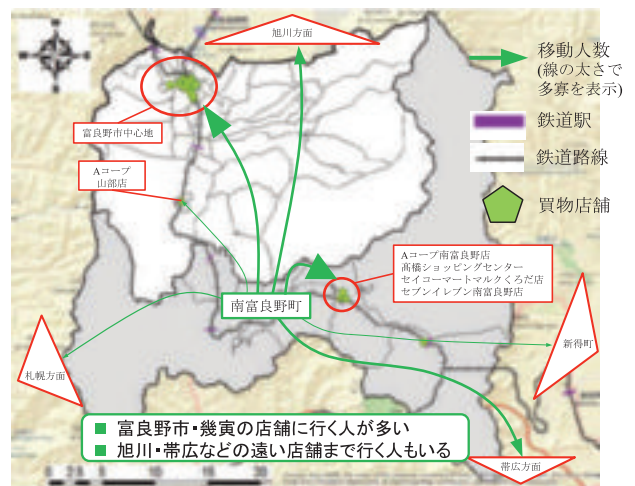 旭川方面
移動人数
(線の太さで
多寡を表示)
富良野市中心地
鉄道駅
鉄道路線
Aコープ
山部店
買物店舗
Aコープ南富良野店
高橋ショッピングセンター
セイコーマートマルクくろだ店
セブンイレブン南富良野店
南富良野町
新得町
札幌方面
富良野市・幾寅の店舗に行く人が多い
旭川・帯広などの遠い店舗まで行く人もいる
帯広方面